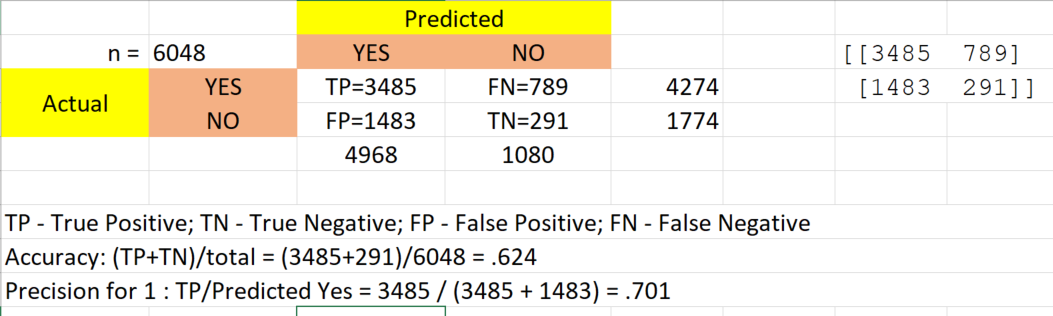 Predicted
n = 6048 YES NO [[3485 789]
Actual YES TP=3485 FN=789 4274 [1483 291]]
NO FP=1483 TN=291 1774
4968 1080
TP - True Positive; TN - True Negative; FP - False Positive; FN - False Negative
Accuracy: (TP+TN)/total = (3485+291)/6048 = .624
Precision for 1 : TP/Predicted Yes = 3485 / (3485 + 1483) = .701